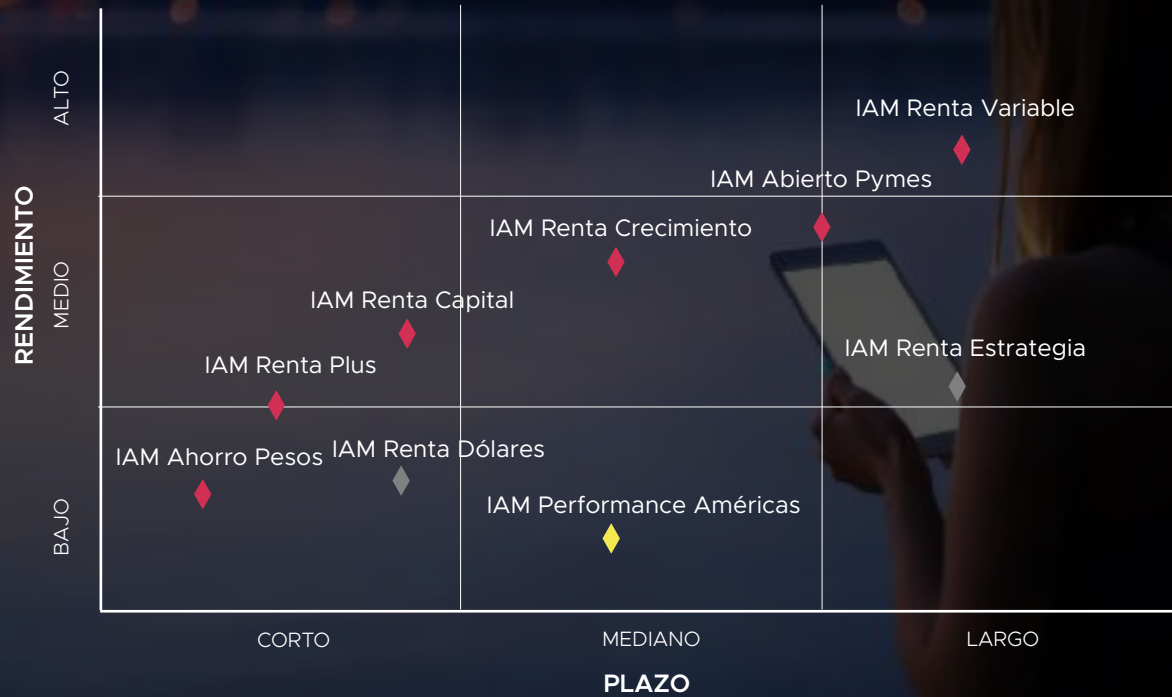 RENDIMIENTO
ALTO
MEDIO
BAJO
IAM Renta Variable
IAM Abierto Pymes
IAM Renta Crecimiento
IAM Renta Capital
IAM Renta Estrategia
IAM Renta Plus
IAM Ahorro Pesos
IAM Renta Dólares
IAM Performance Américas
CORTO
MEDIANO
LARGO
PLAZO